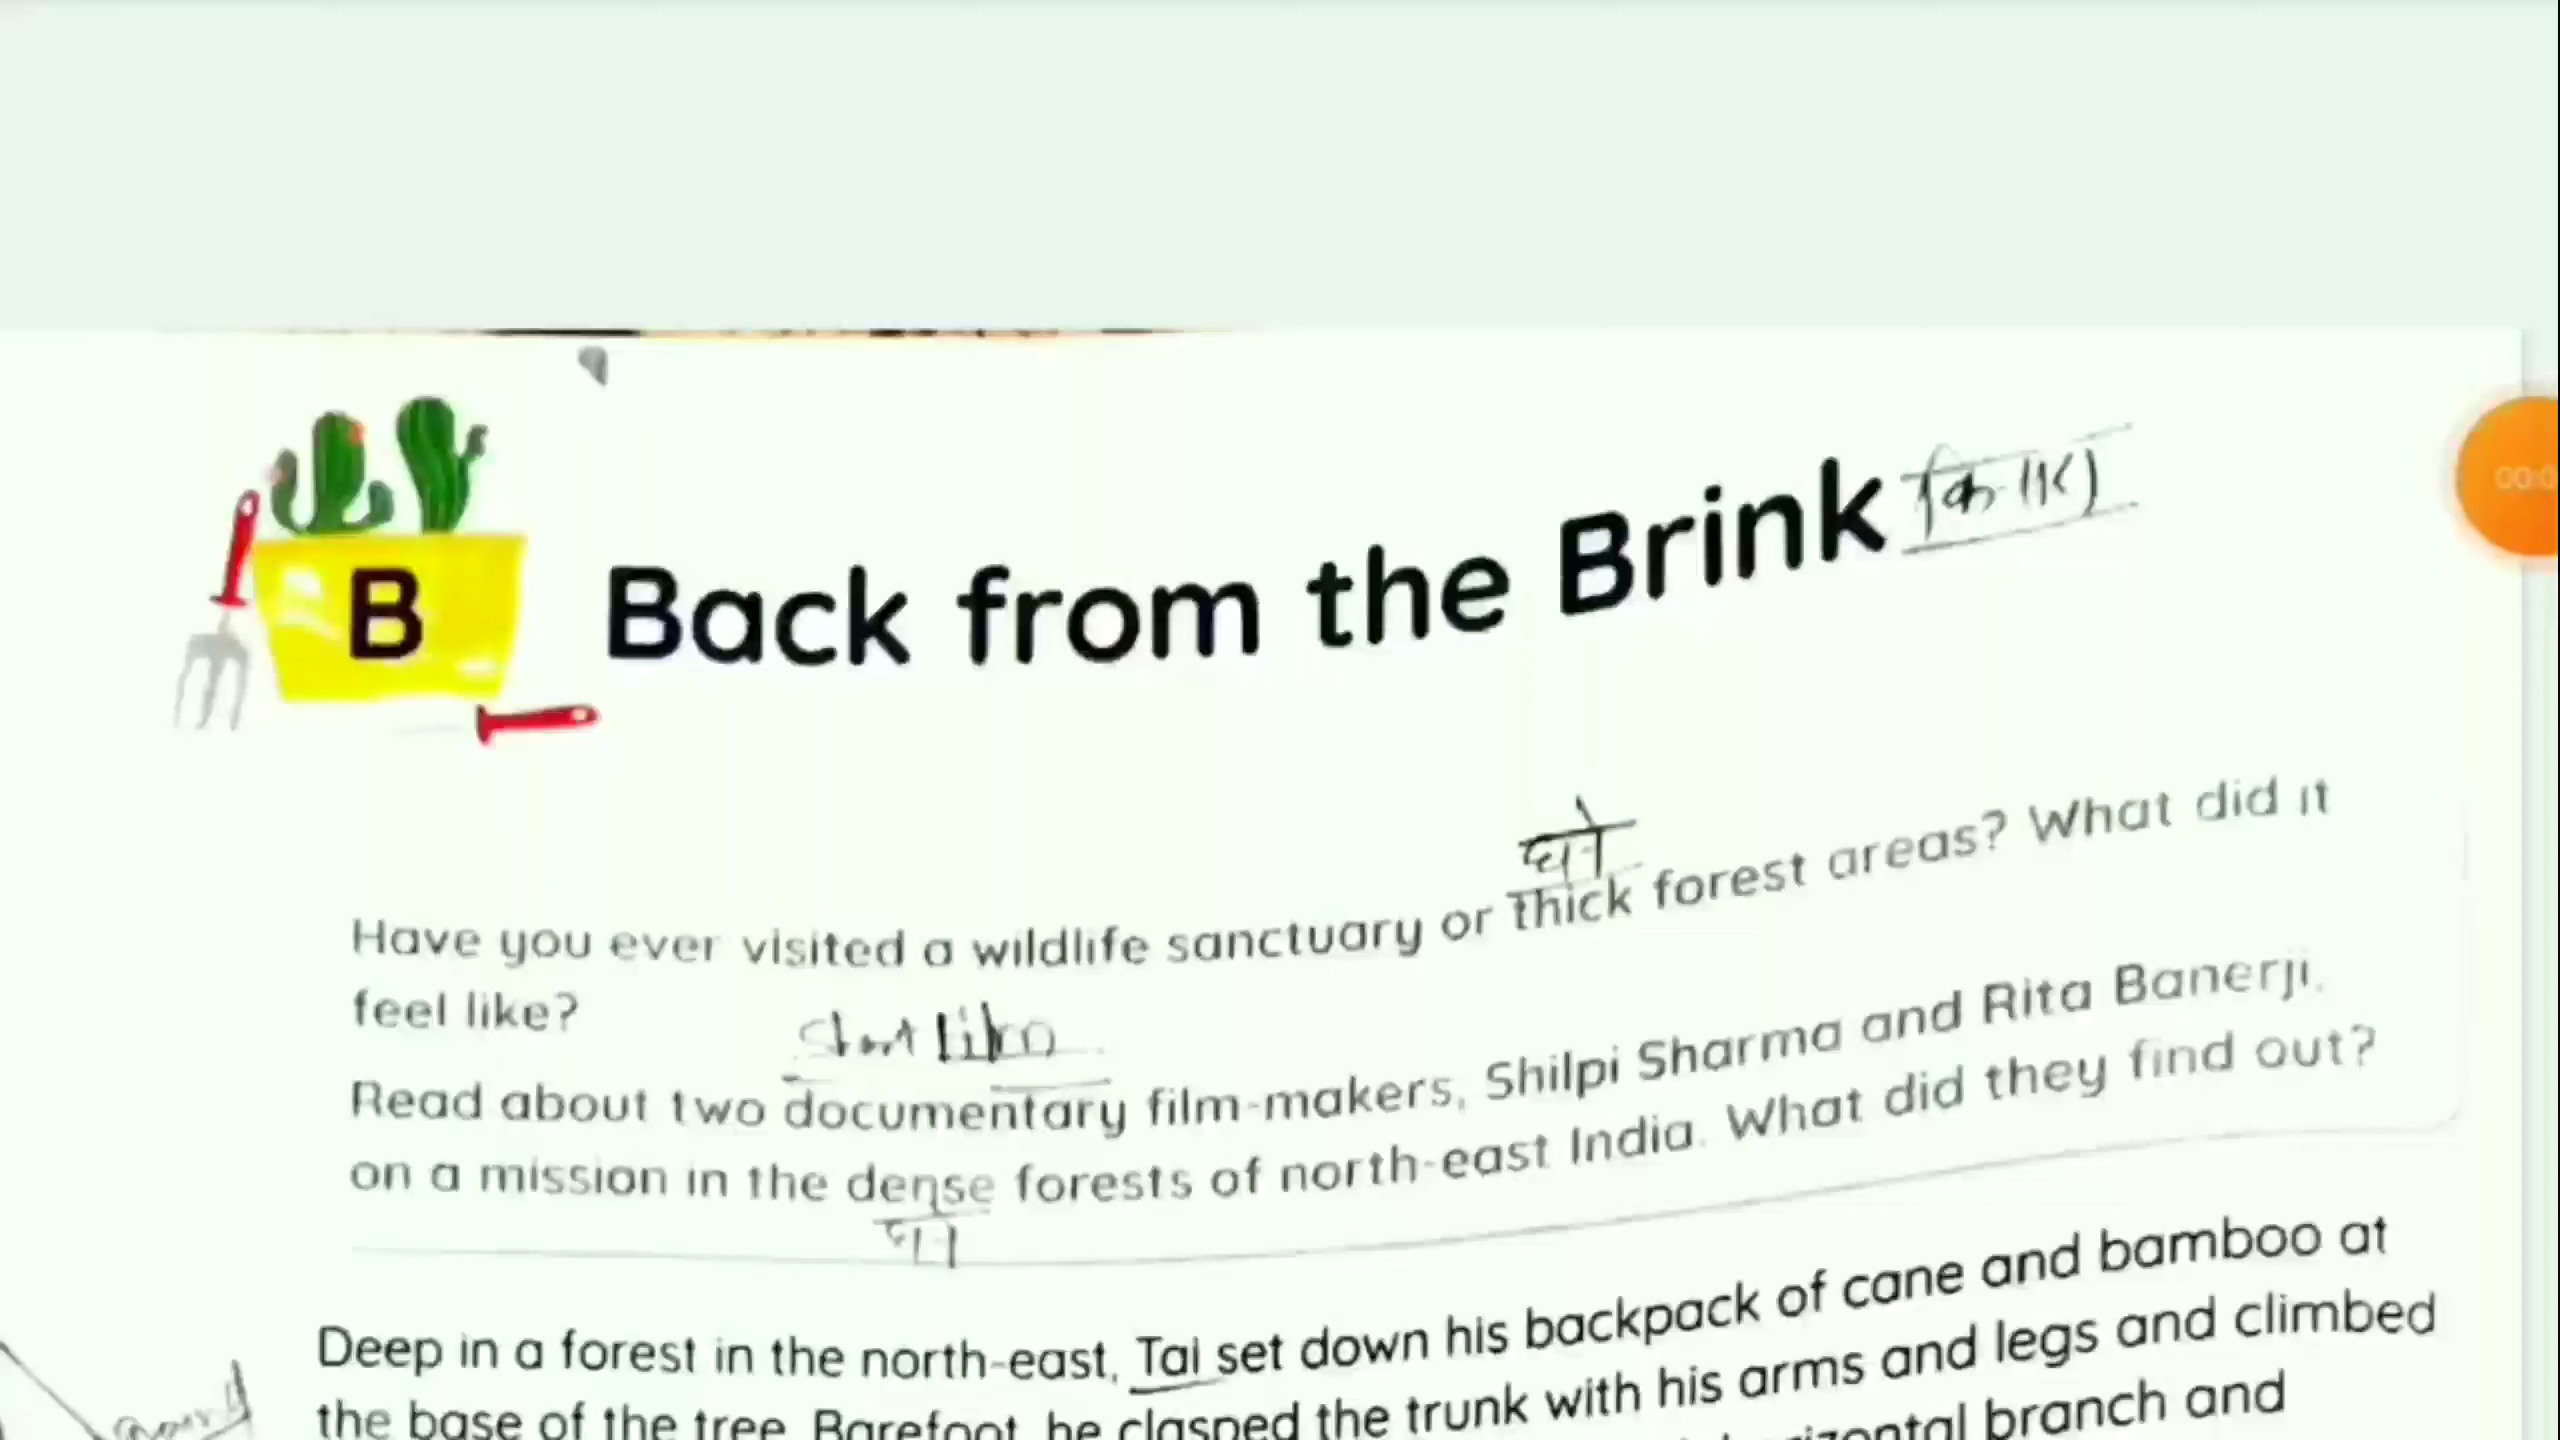 B Back from the Brink
Have you ever visited a wildlife sanctuary or thick forest areas? What did it
feel like?
Read about two documentary film-makers, Shilpi Sharma and Rita Banerji,
on a mission in the dense forests of north-east India. What did they find out?
Deep in a forest in the north-east, Tai set down his backpack of cane and bamboo at
the base of the tree. Barefoot, he clasped the trunk with his arms and legs and climbed
branch and